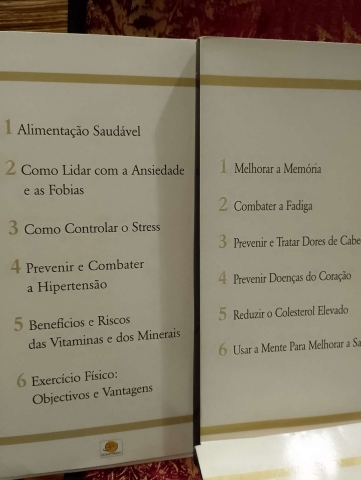 1 Alimentação Saudável
2 Como Lidar com a Ansiedade
e as Fobias
3 Como Controlar o Stress
4 Prevenir e Combater
a Hipertensão
5 Benefícios e Riscos
das Vitaminas e dos Minerais
6 Exercício Físico:
Objectivos e Vantagens
1 Melhorar a Memória
2 Combater a Fadiga
3 Prevenir e Tratar Dores de Cabe
4 Prevenir Doenças do Coração
5 Reduzir o Colesterol Elevado
6 Usar a Mente Para Melhorar a Sa